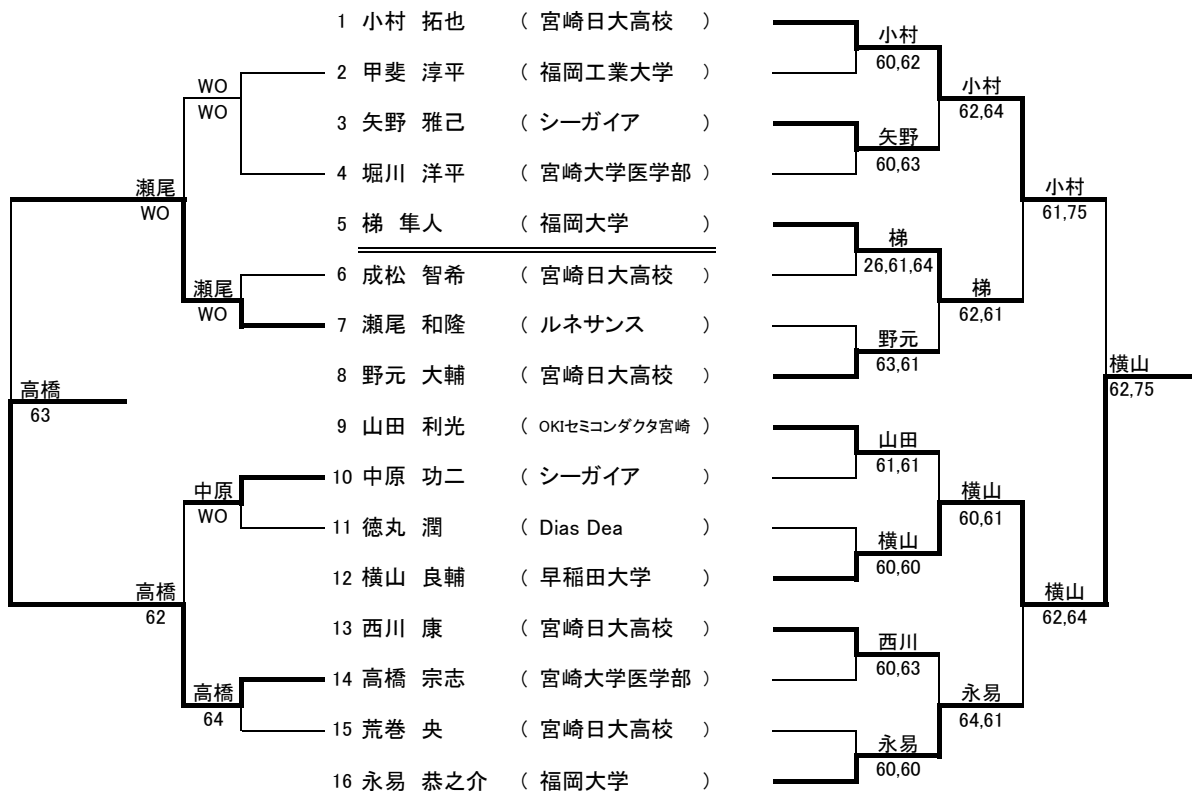 1 小村 拓也 ( 宮崎日大高校 )
小村
60,62
2 甲斐 淳平 ( 福岡工業大学 )
WO
WO
小村
62,64
3 矢野 雅己 ( シーガイア )
矢野
60,63
4 堀川 洋平 ( 宮崎大学医学部 )
瀬尾
WO
小村
61,75
5 梯 隼人 ( 福岡大学 )
梯
26,61,64
6 成松 智希 ( 宮崎日大高校 )
瀬尾
WO
梯
62,61
7 瀬尾 和隆 ( ルネサンス )
野元
63,61
8 野元 大輔 ( 宮崎日大高校 )
高橋
63
横山
62,75
9 山田 利光 ( OKIセミコンダクタ宮崎 )
山田
61,61
10 中原 功二 ( シーガイア )
中原
WO
横山
60,61
11 徳丸 潤 ( Dias Dea )
横山
60,60
12 横山 良輔 ( 早稲田大学 )
高橋
62
横山
62,64
13 西川 康 ( 宮崎日大高校 )
西川
60,63
14 高橋 宗志 ( 宮崎大学医学部 )
高橋
64
永易
64,61
15 荒巻 央 ( 宮崎日大高校 )
永易
60,60
16 永易 恭之介 ( 福岡大学 )